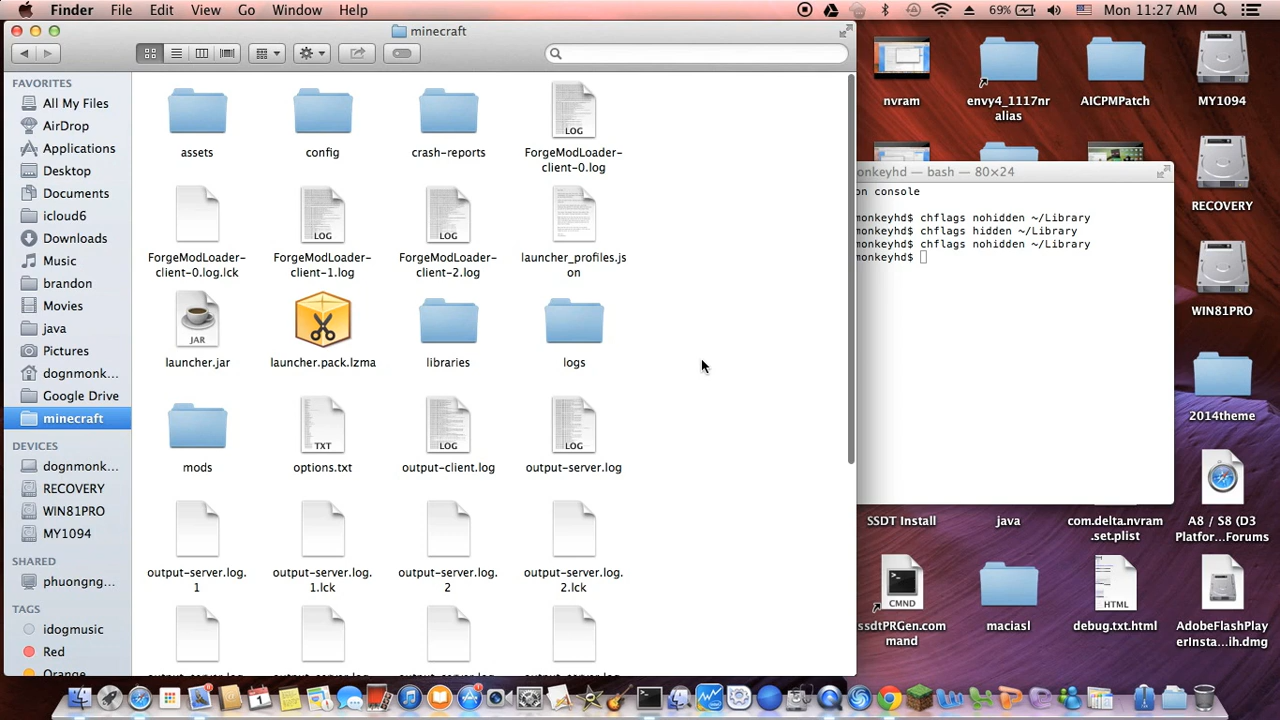 Finder File Edit View Go Window Help
69% Mon 11:27 AM
minecraft
FAVORITES
All My Files
AirDrop
Applications
Desktop
Documents
icloud6
Downloads
Music
brandon
Movies
java
Pictures
dognmonk...
Google Drive
minecraft
DEVICES
dognmonk...
RECOVERY
WIN81PRO
MY1094
SHARED
phuongng...
TAGS
idogmusic
Red
Orange
assets
config
crash-reports
LOG
ForgeModLoader-
client-0.log
ForgeModLoader-
client-0.log.lck
LOG
ForgeModLoader-
client-1.log
LOG
ForgeModLoader-
client-2.log
launcher_profiles.js
on
JAR
launcher.jar
launcher.pack.lzma
libraries
logs
mods
TXT
options.txt
LOG
output-client.log
LOG
output-server.log
output-server.log.
1
output-server.log.
1.lck
output-server.log.
2
output-server.log.
2.lck
onkeyhd — bash — 80×24
on console
monkeyhd$ chflags nohidden ~/Library
monkeyhd$ chflags hidden ~/Library
monkeyhd$ chflags nohidden ~/Library
monkeyhd$
nvram
envy4_1117nr
alias
AICPMPatch
MY1094
RECOVERY
WIN81PRO
2014theme
SSDT Install
java
com.delta.nvram
.set.plist
A8 / S8 (D3
Platfor...Forums
CMND
ssdtPRGen.com
mand
maciasl
HTML
debug.txt.html
AdobeFlashPlay
erInsta...ih.dmg